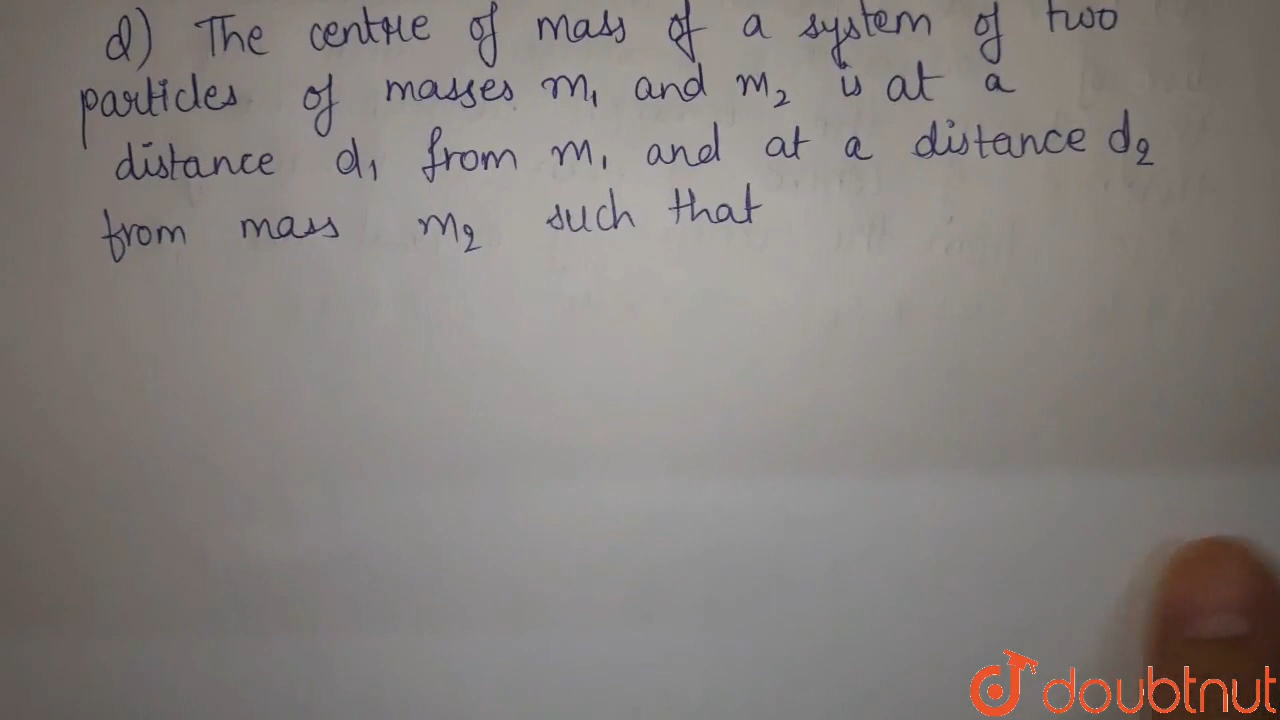 Q) The centre of mass of a system of two
particles of masses m₁ and m₂ is at a
distance d₁ from m₁ and at a distance d₂
from mass m₂ such that
doubtnut